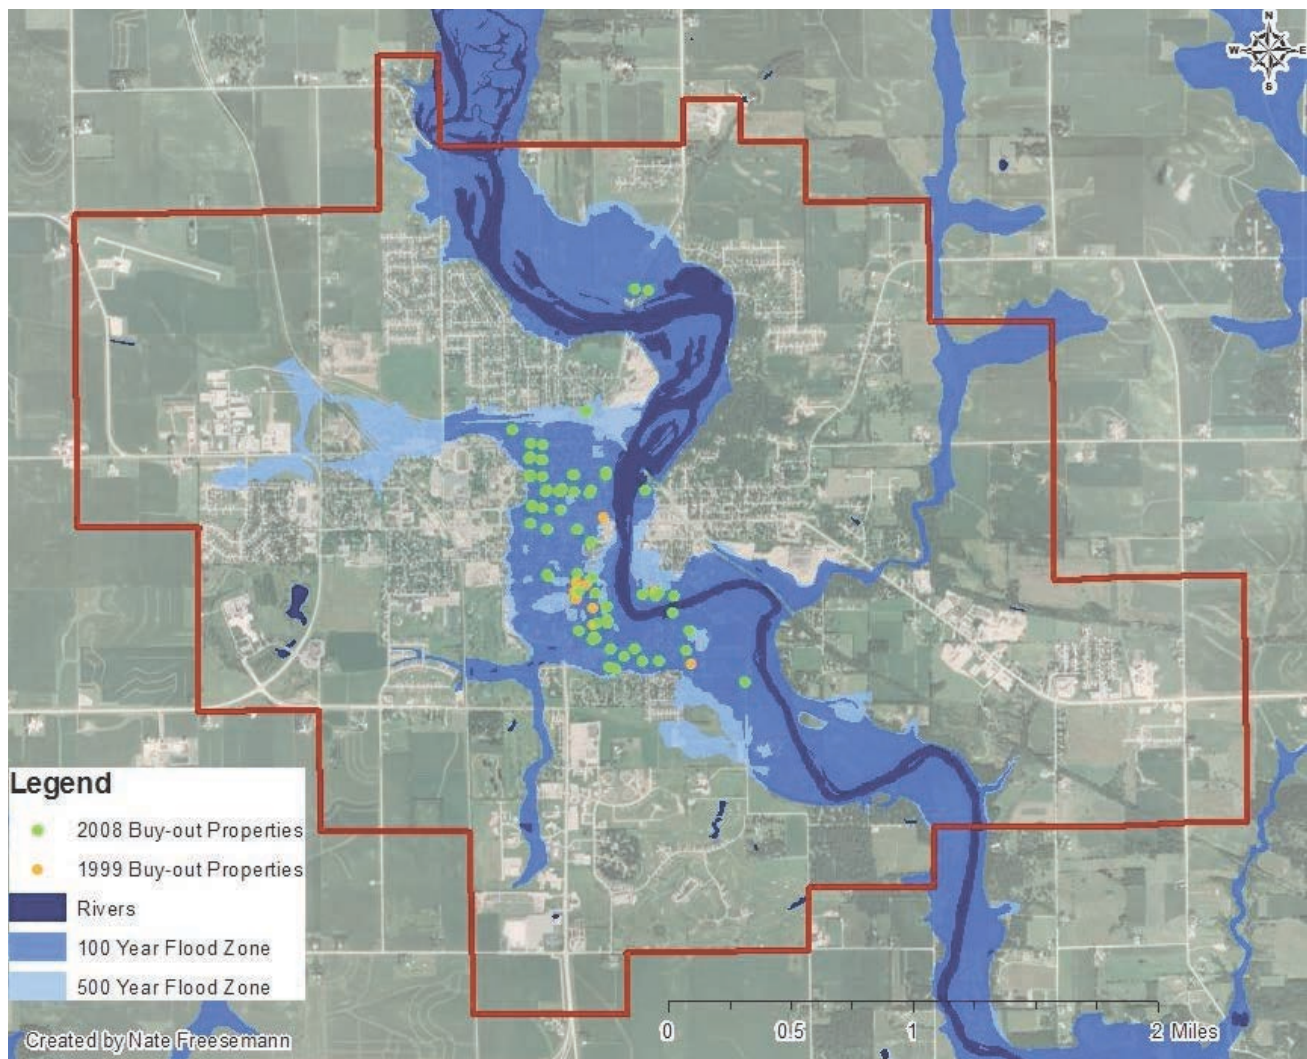 N
W E
S
Legend
2008 Buy-out Properties
1999 Buy-out Properties
Rivers
100 Year Flood Zone
500 Year Flood Zone
Created by Nate Freesemann
0 0.5 1 2 Miles